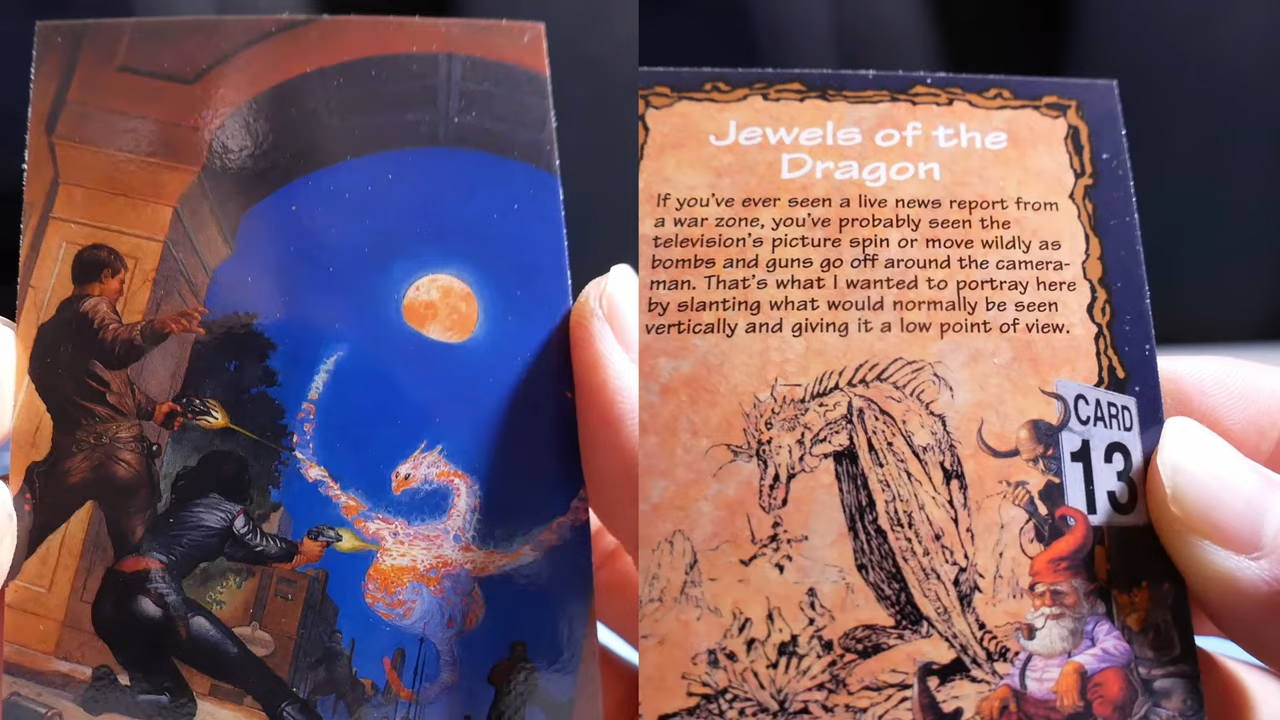 Jewels of the
Dragon
If you've ever seen a live news report from
a war zone, you've probably seen the
television's picture spin or move wildly as
bombs and guns go off around the camera-
man. That's what I wanted to portray here
by slanting what would normally be seen
vertically and giving it a low point of view.
CARD
13